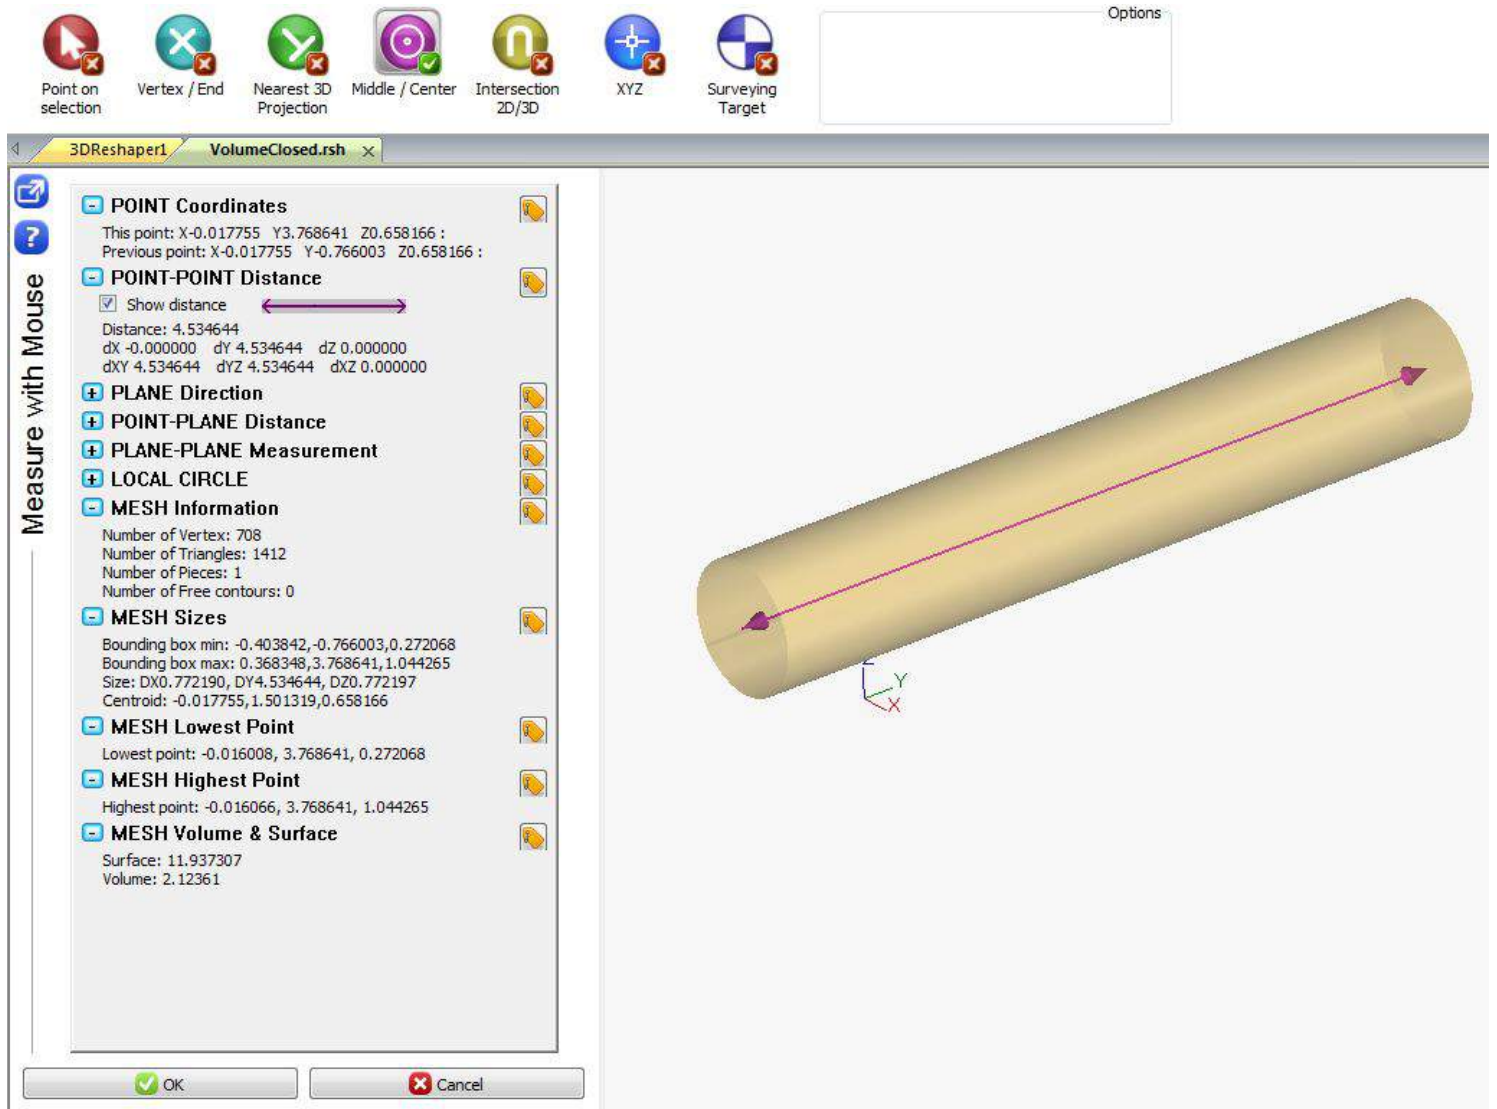 Options
Point on
selection
Vertex / End
Nearest 3D
Projection
Middle / Center
Intersection
2D/3D
XYZ
Surveying
Target
3DReshaper1
VolumeClosed.rsh
Measure with Mouse
POINT Coordinates
This point: X-0.017755 Y3.768641 Z0.658166 :
Previous point: X-0.017755 Y-0.766003 Z0.658166 :
POINT-POINT Distance
Show distance
Distance: 4.534644
dX -0.000000 dY 4.534644 dZ 0.000000
dXY 4.534644 dYZ 4.534644 dXZ 0.000000
PLANE Direction
POINT-PLANE Distance
PLANE-PLANE Measurement
LOCAL CIRCLE
MESH Information
Number of Vertex: 708
Number of Triangles: 1412
Number of Pieces: 1
Number of Free contours: 0
MESH Sizes
Bounding box min: -0.403842,-0.766003,0.272068
Bounding box max: 0.368348,3.768641,1.044265
Size: DX0.772190, DY4.534644, DZ0.772197
Centroid: -0.017755,1.501319,0.658166
MESH Lowest Point
Lowest point: -0.016008, 3.768641, 0.272068
MESH Highest Point
Highest point: -0.016066, 3.768641, 1.044265
MESH Volume & Surface
Surface: 11.937307
Volume: 2.12361
Z
Y
X
OK
Cancel